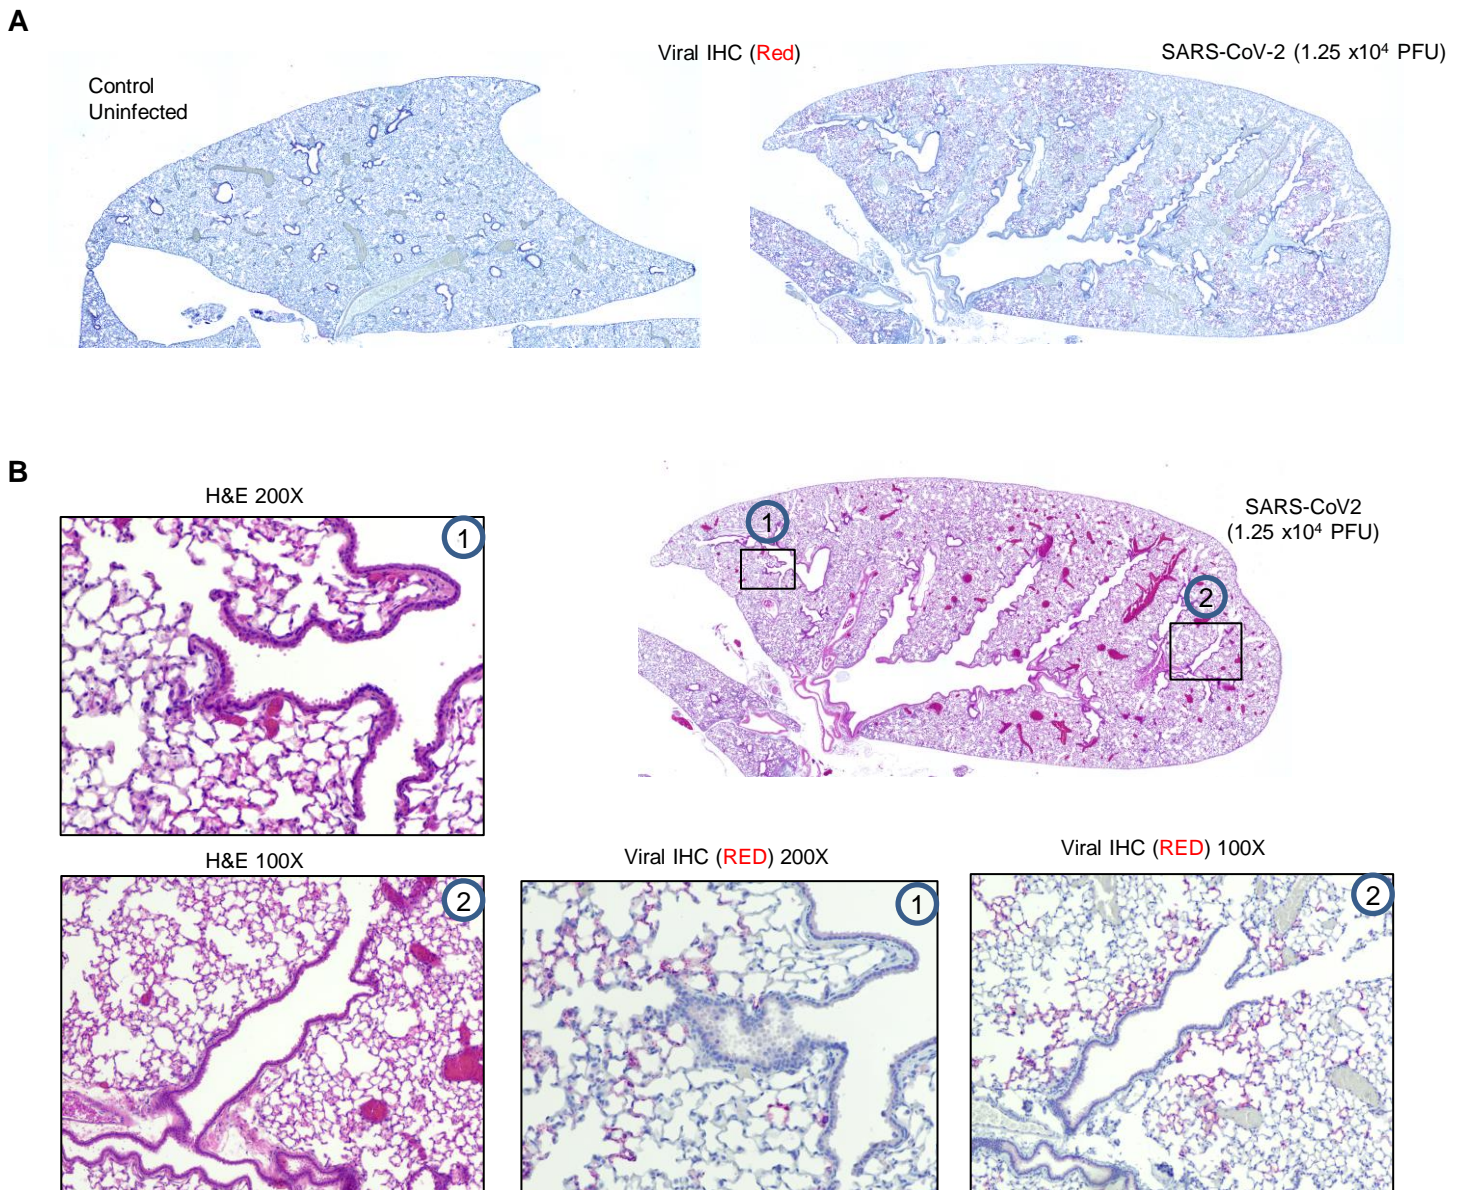 A
Viral IHC (Red)
SARS-CoV-2 (1.25 x10⁴ PFU)
Control
Uninfected
B
H&E 200X
1
1
SARS-CoV2
(1.25 x10⁴ PFU)
2
H&E 100X
2
Viral IHC (RED) 200X
1
Viral IHC (RED) 100X
2